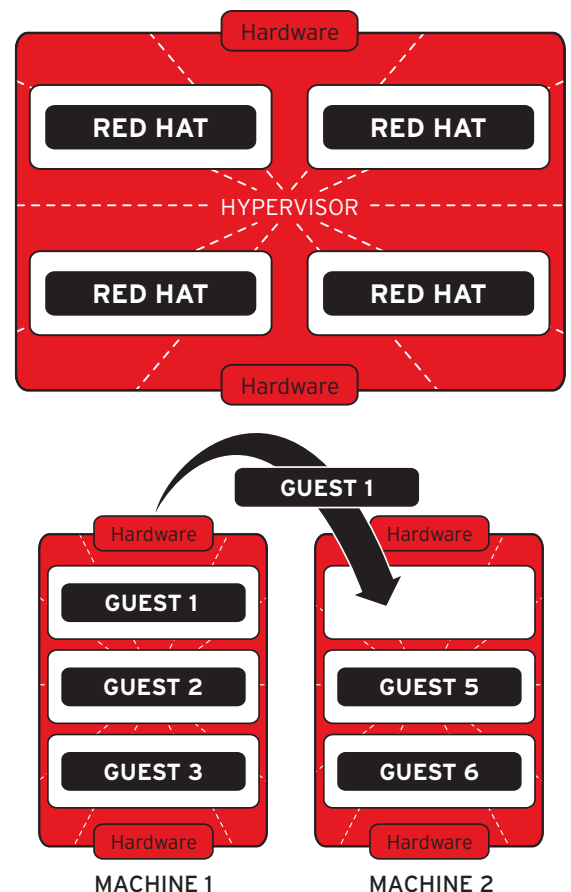 Hardware
RED HAT RED HAT
HYPERVISOR
RED HAT RED HAT
Hardware
GUEST 1
Hardware Hardware
GUEST 1
GUEST 2 GUEST 5
GUEST 3 GUEST 6
Hardware Hardware
MACHINE 1 MACHINE 2